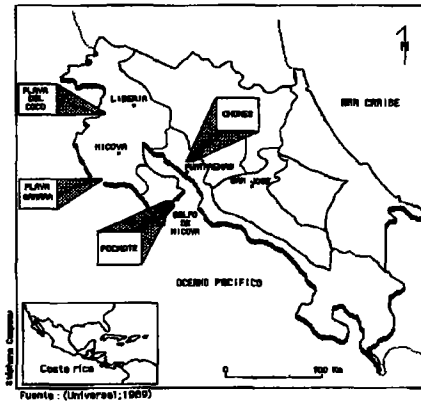 N
PLAYA
DEL
COCO
LIBERIA
CHOMES
MAR CARIBE
NICOYA
PUNTARENAS
SAN JOSE
PLAYA
SAMARA
POCHOTE
GOLFO
DE
NICOYA
OCEANO PACIFICO
Costa rica
0 100 Km
Fuente : (Universal;1989)